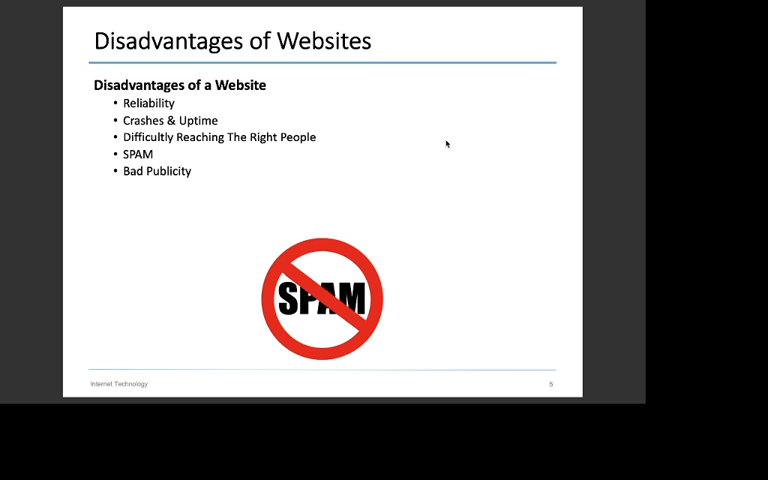 Disadvantages of Websites
Disadvantages of a Website
• Reliability
• Crashes & Uptime
• Difficultly Reaching The Right People
• SPAM
• Bad Publicity
SPAM
Internet Technology
5